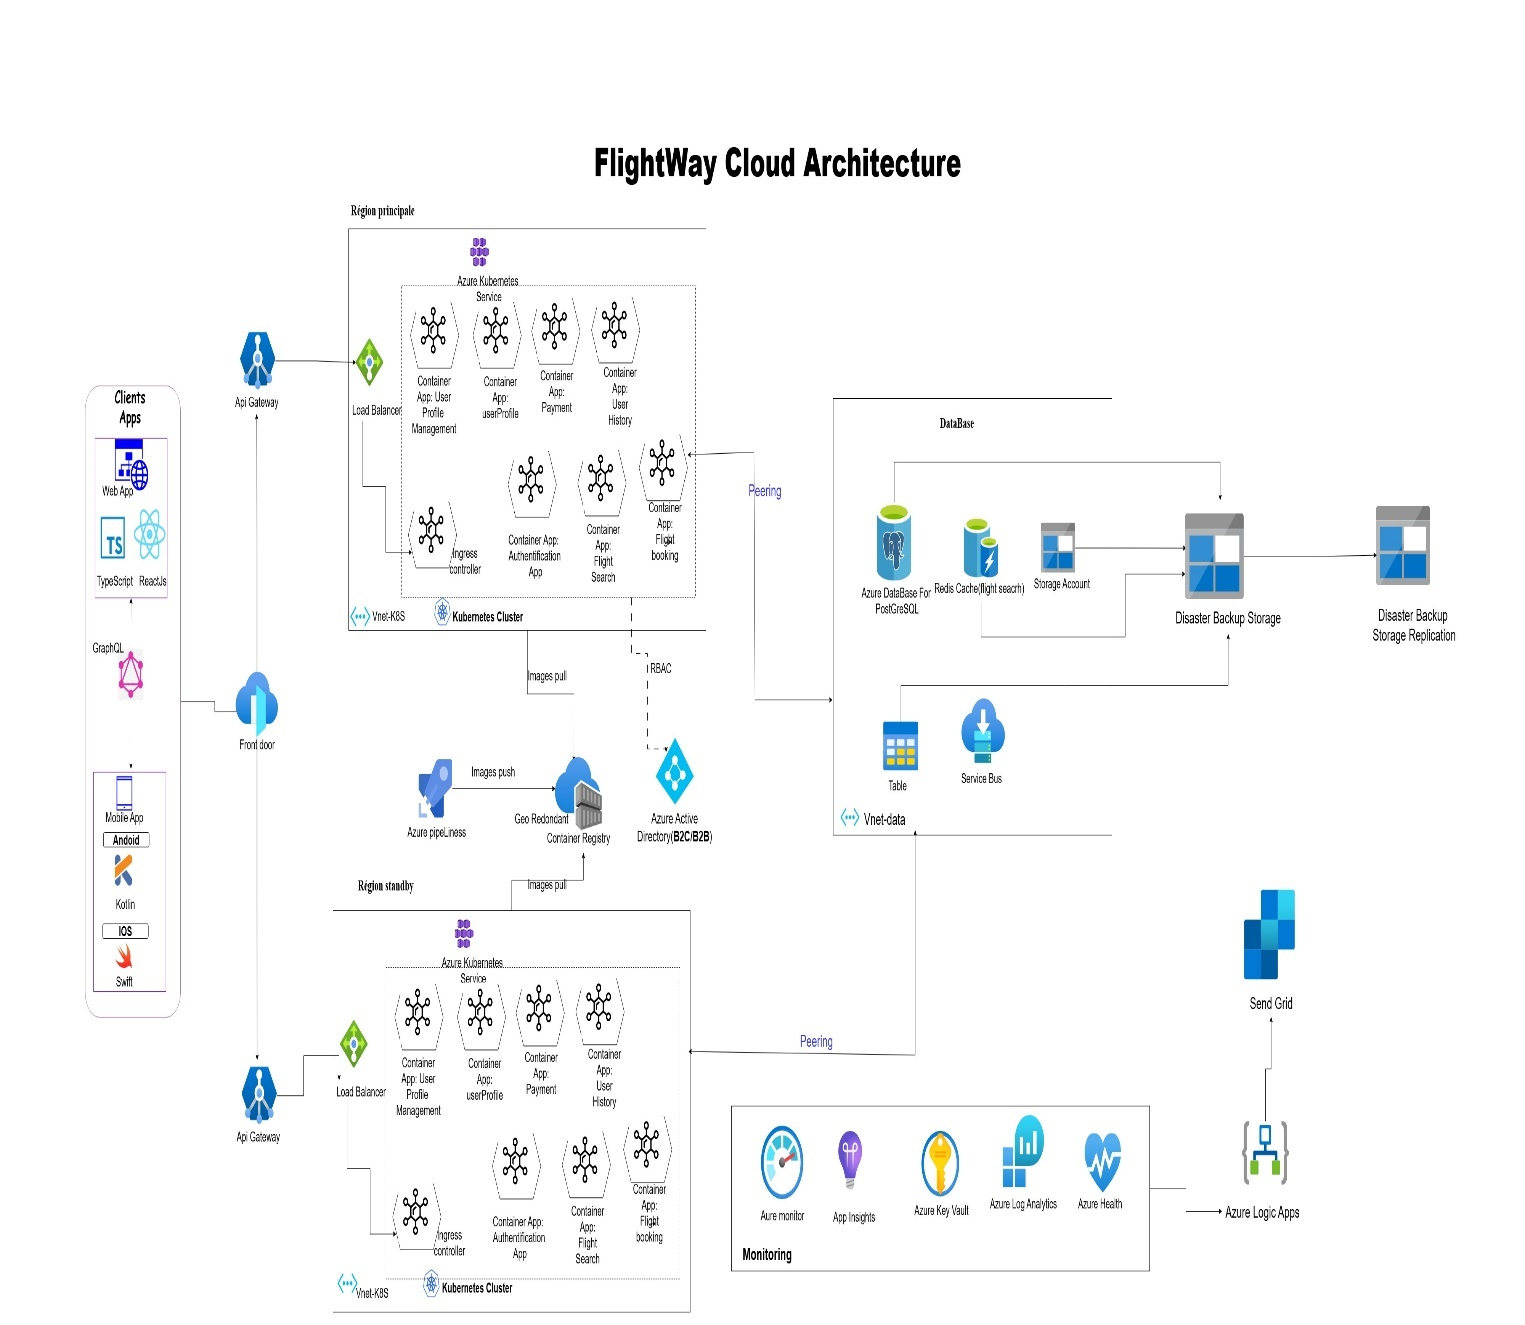 FlightWay Cloud Architecture
Région principale
Azure Kubernetes
Service
Api Gateway
Load Balancer
Container
App: User
Profile
Management
Container
App:
userProfile
Container
App:
Payment
Container
App:
User
History
Ingress
controller
Container App:
Authentification
App
Container
App:
Flight
Search
Container
App:
Flight
booking
Vnet-K8S
Kubernetes Cluster
Clients
Apps
Web App
TS
TypeScript
ReactJs
GraphQL
Mobile App
Andoid
Kotlin
IOS
Swift
Front door
Images pull
RBAC
Images push
Azure pipeLiness
Geo Redondant
Container Registry
Azure Active
Directory(B2C/B2B)
Images pull
Peering
DataBase
Azure DataBase For
PostGreSQL
Redis Cache(flight seacrh)
Storage Account
Disaster Backup Storage
Disaster Backup
Storage Replication
Table
Service Bus
Vnet-data
Région standby
Azure Kubernetes
Service
Api Gateway
Load Balancer
Container
App: User
Profile
Management
Container
App:
userProfile
Container
App:
Payment
Container
App:
User
History
Ingress
controller
Container App:
Authentification
App
Container
App:
Flight
Search
Container
App:
Flight
booking
Vnet-K8S
Kubernetes Cluster
Peering
Aure monitor
App Insights
Azure Key Vault
Azure Log Analytics
Azure Health
Monitoring
Send Grid
Azure Logic Apps